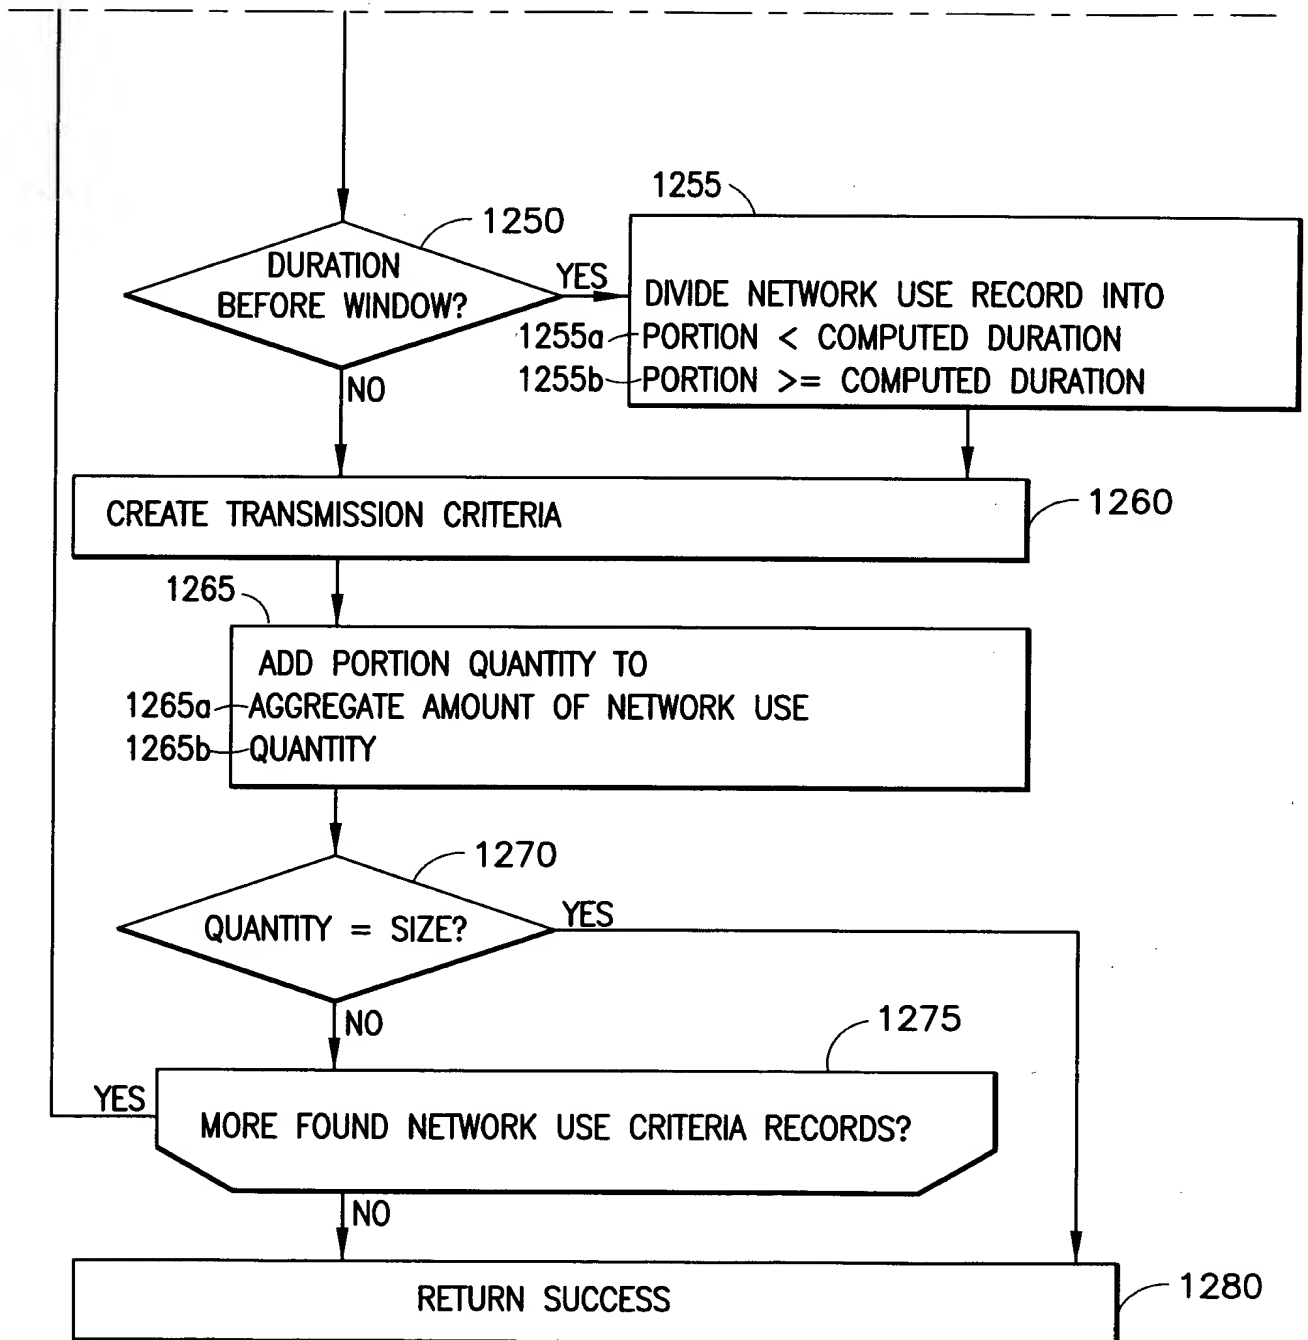 1255
1250
DURATION
BEFORE WINDOW?
YES
DIVIDE NETWORK USE RECORD INTO
1255a PORTION < COMPUTED DURATION
1255b PORTION >= COMPUTED DURATION
NO
CREATE TRANSMISSION CRITERIA
1260
1265
ADD PORTION QUANTITY TO
1265a AGGREGATE AMOUNT OF NETWORK USE
1265b QUANTITY
1270
QUANTITY = SIZE?
YES
NO
1275
YES
MORE FOUND NETWORK USE CRITERIA RECORDS?
NO
RETURN SUCCESS
1280